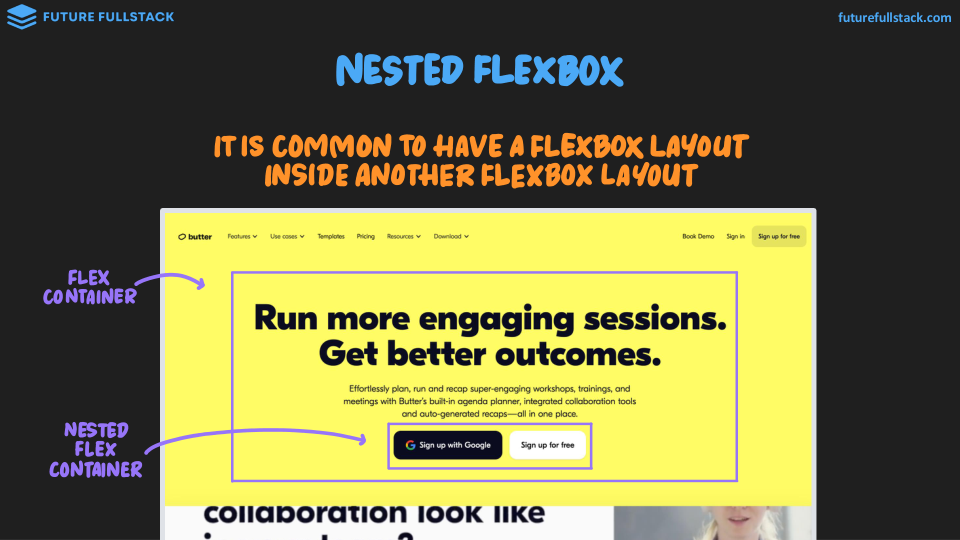 FUTURE FULLSTACK
futurefullstack.com
NESTED FLEXBOX
IT IS COMMON TO HAVE A FLEXBOX LAYOUT
INSIDE ANOTHER FLEXBOX LAYOUT
butter Features Use cases Templates Pricing Resources Download Book Demo Sign in Sign up for free
FLEX
CONTAINER
Run more engaging sessions.
Get better outcomes.
Effortlessly plan, run and recap super-engaging workshops, trainings, and
meetings with Butter's built-in agenda planner, integrated collaboration tools
and auto-generated recaps—all in one place.
NESTED
FLEX
CONTAINER
Sign up with Google Sign up for free
collaboration look like